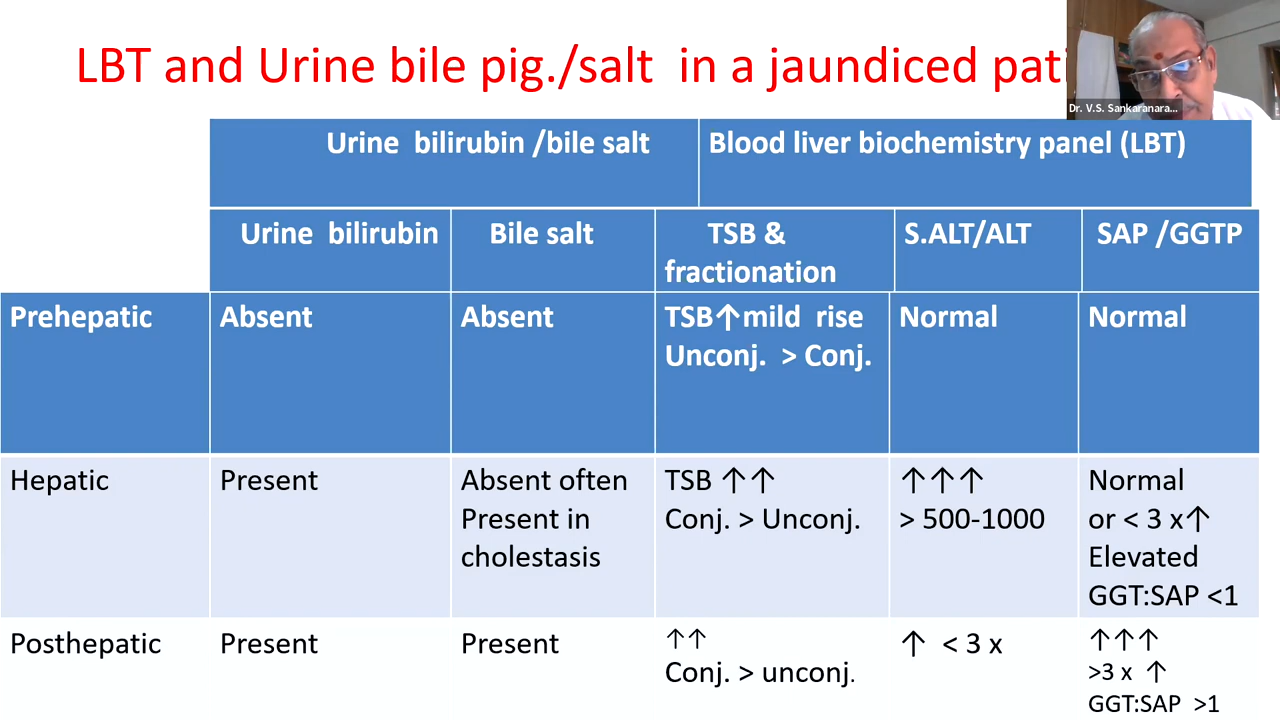 LBT and Urine bile pig./salt in a jaundiced pati
Dr. V.S. Sankaranara...
Urine bilirubin /bile salt
Blood liver biochemistry panel (LBT)
Urine bilirubin
Bile salt
TSB &
fractionation
S.ALT/ALT
SAP /GGTP
Prehepatic
Absent
Absent
TSB↑mild rise
Unconj. > Conj.
Normal
Normal
Hepatic
Present
Absent often
Present in
cholestasis
TSB ↑↑
Conj. > Unconj.
↑↑↑
> 500-1000
Normal
or < 3 x↑
Elevated
GGT:SAP <1
Posthepatic
Present
Present
↑↑
Conj. > unconj.
↑ < 3 x
↑↑↑
>3 x ↑
GGT:SAP >1